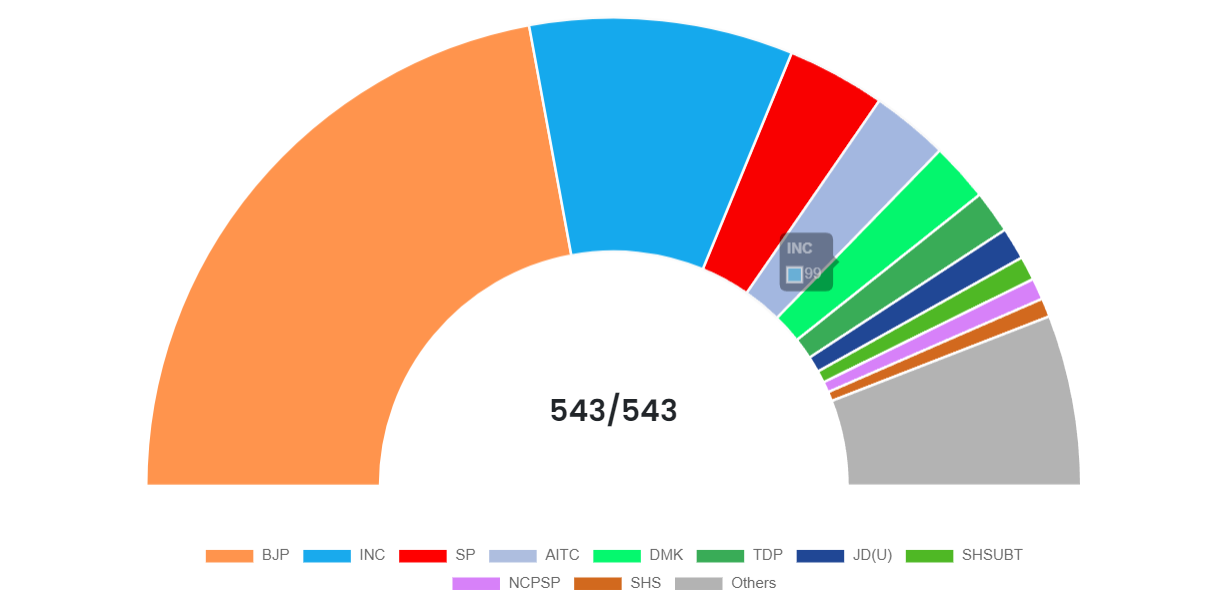 INC
99
543/543
BJP INC SP AITC DMK TDP JD(U) SHSUBT
NCPSP SHS Others